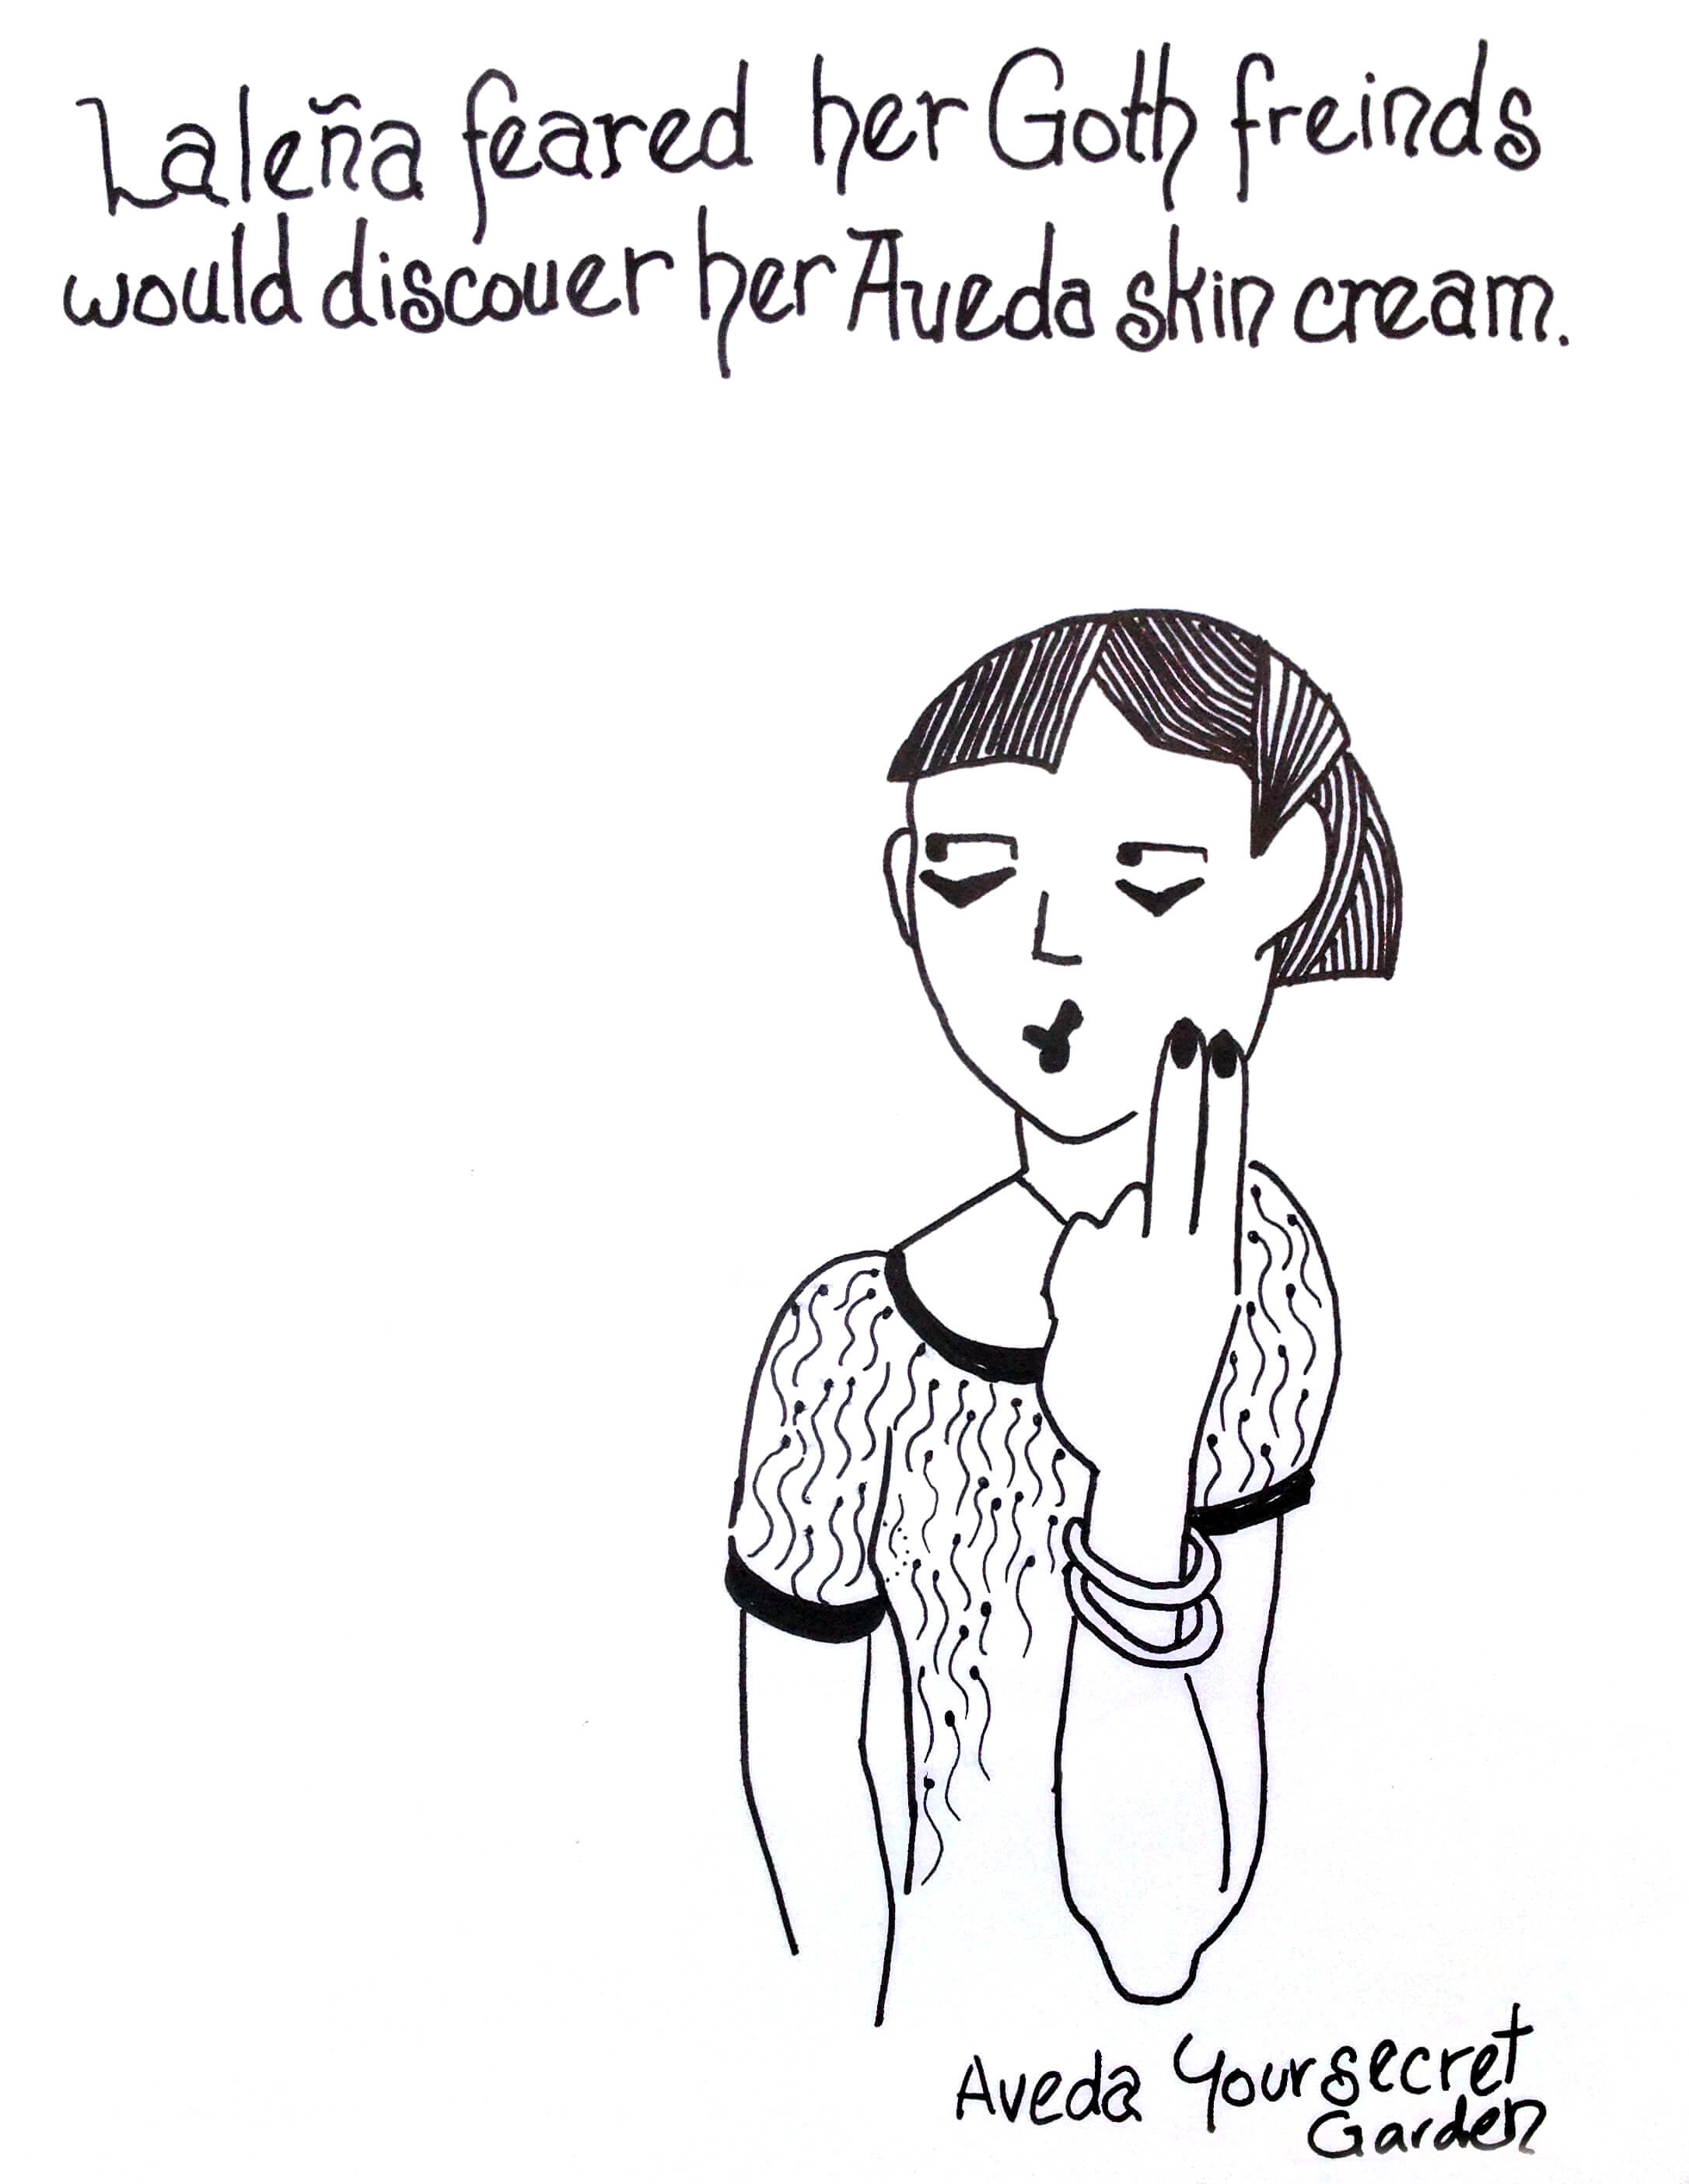 Laleña feared her Goth freinds
would discover her Aveda skin cream.
Aveda Your secret
Garden